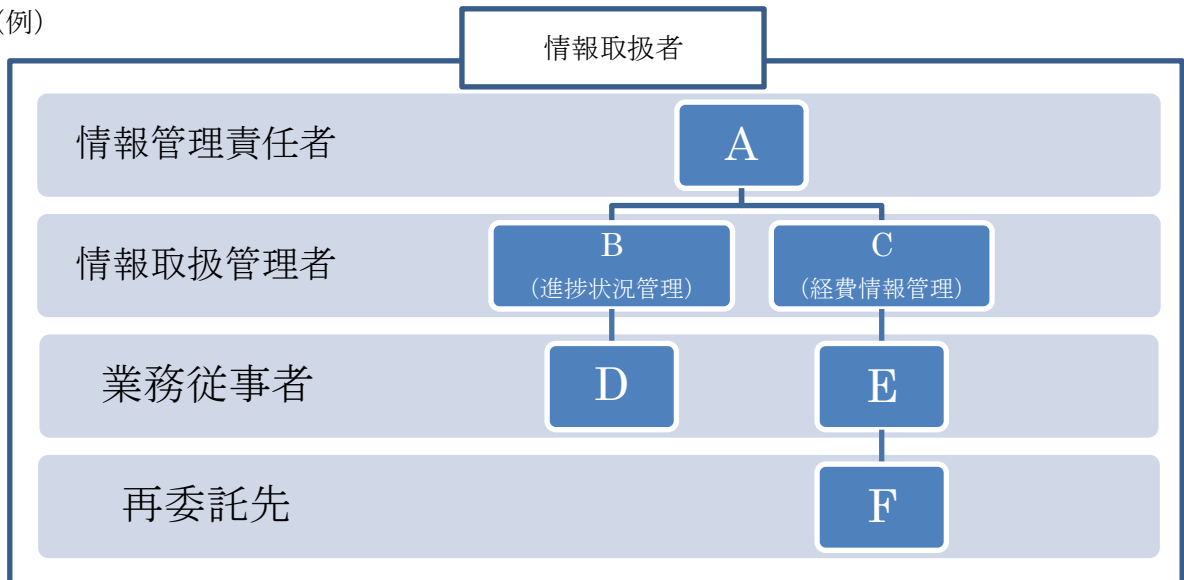 (例)
情報取扱者
情報管理責任者
A
情報取扱管理者
B
(進捗状況管理)
C
(経費情報管理)
業務従事者
D
E
再委託先
F